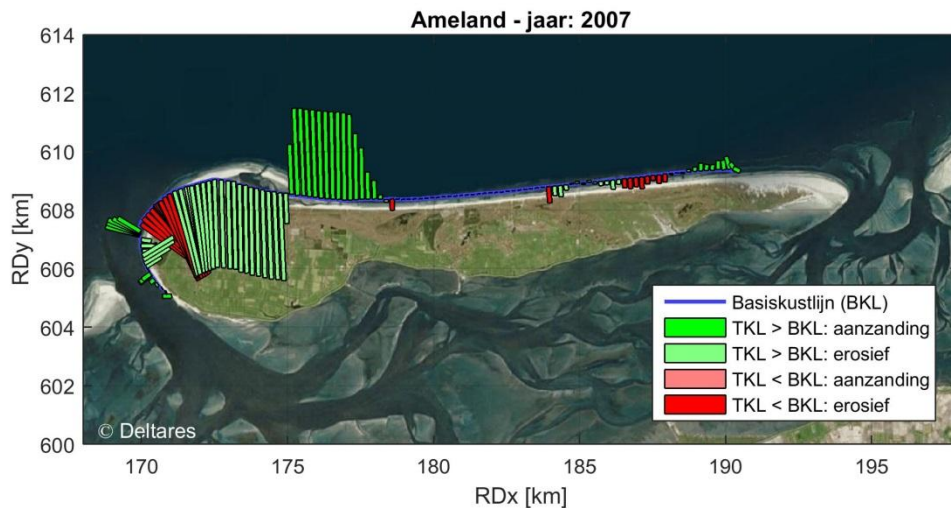 Ameland - jaar: 2007
614
612
610
608
606
604
602
600
RDy [km]
170
175
180
185
190
195
RDx [km]
Basiskustlijn (BKL)
TKL > BKL: aanzanding
TKL > BKL: erosief
TKL < BKL: aanzanding
TKL < BKL: erosief
© Deltares